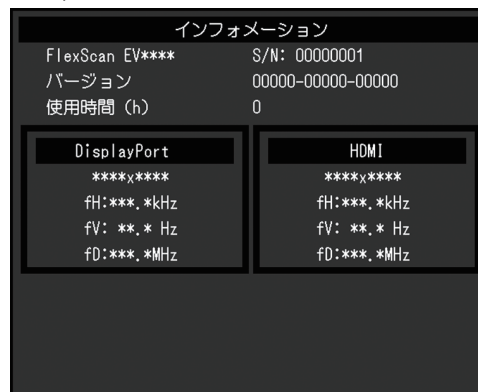 インフォメーション
FlexScan EV**** S/N: 00000001
バージョン 00000-00000-00000
使用時間 (h) 0
DisplayPort
****x****
fH:***.*kHz
fV: **.* Hz
fD:***.*MHz
HDMI
****x****
fH:***.*kHz
fV: **.* Hz
fD:***.*MHz